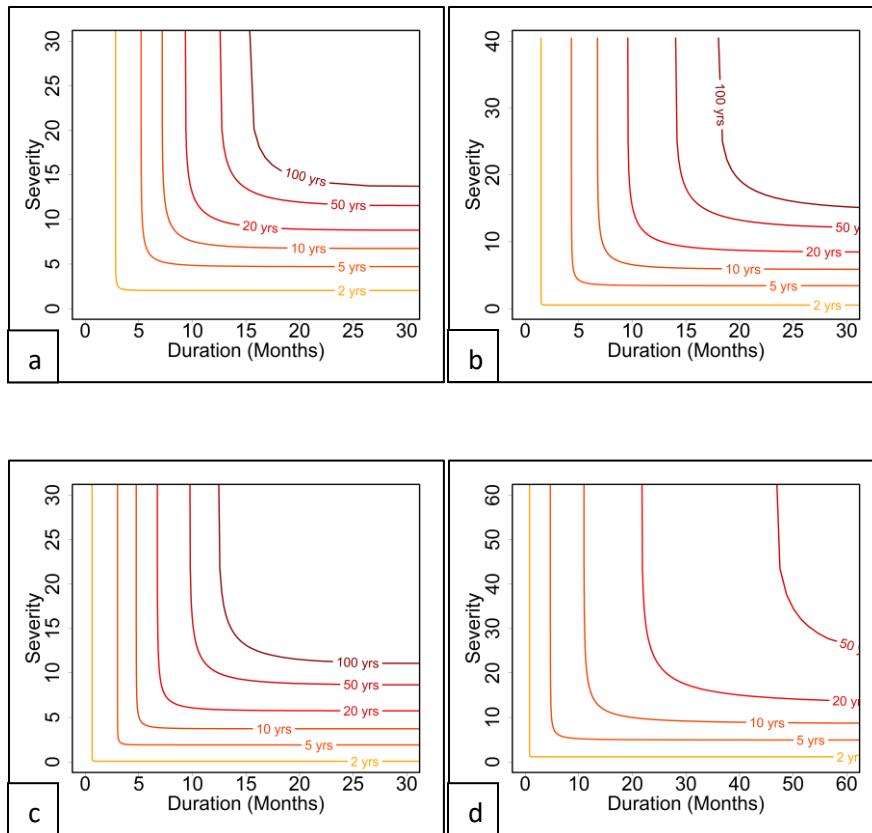 30
25
20
15
10
5
0
Severity
100 yrs
50 yrs
20 yrs
10 yrs
5 yrs
2 yrs
0 5 10 15 20 25 30
Duration (Months)
a
40
30
20
10
0
Severity
100 yrs
50 y
20 yrs
10 yrs
5 yrs
2 yrs
0 5 10 15 20 25 30
Duration (Months)
b
30
25
20
15
10
5
0
Severity
100 yrs
50 yrs
20 yrs
10 yrs
5 yrs
2 yrs
0 5 10 15 20 25 30
Duration (Months)
c
60
50
40
30
20
10
0
Severity
50 y
20 yr
10 yrs
5 yrs
2 yr
0 10 20 30 40 50 60
Duration (Months)
d